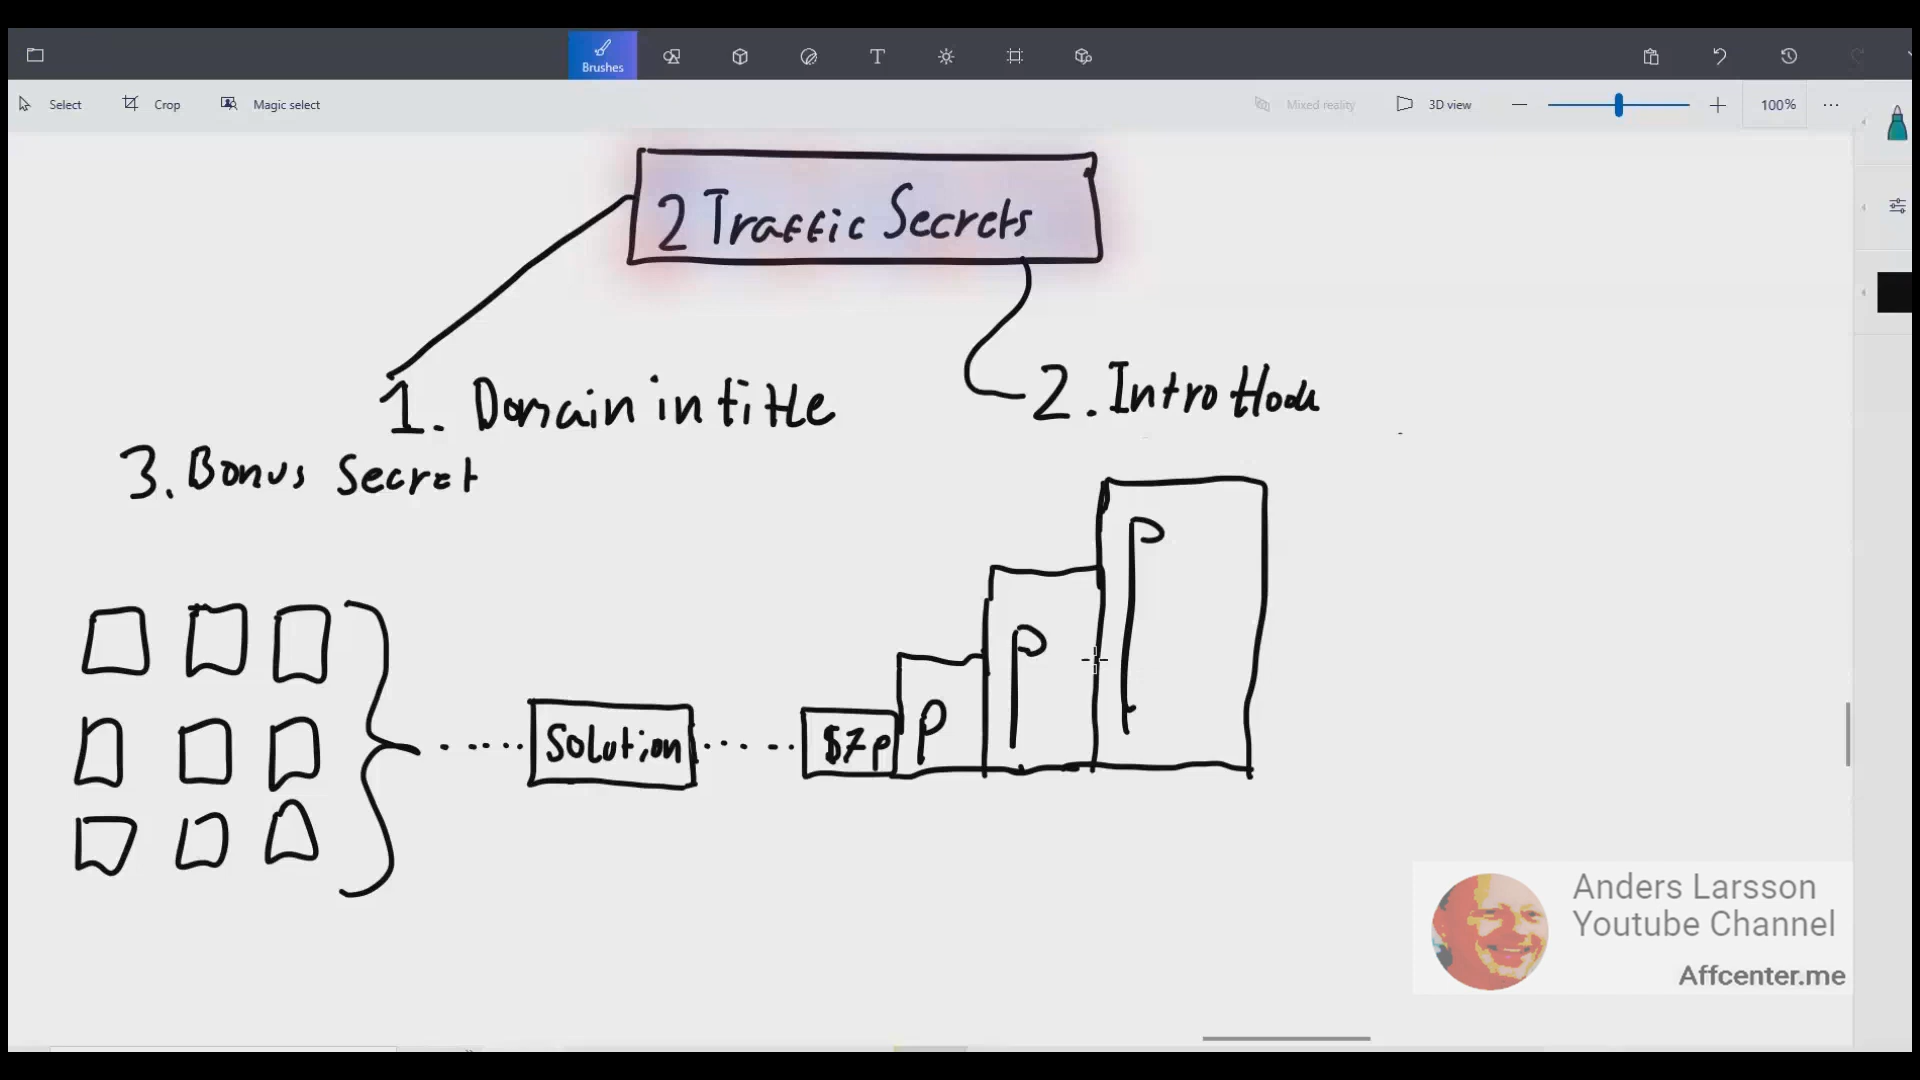 Brushes
Select Crop Magic select Mixed reality 3D view 100%
2 Traffic Secrets
1. Domain in title
2. Intro Hook
3. Bonus Secret
P
P
Solution $7 P P
Anders Larsson
Youtube Channel
Affcenter.me